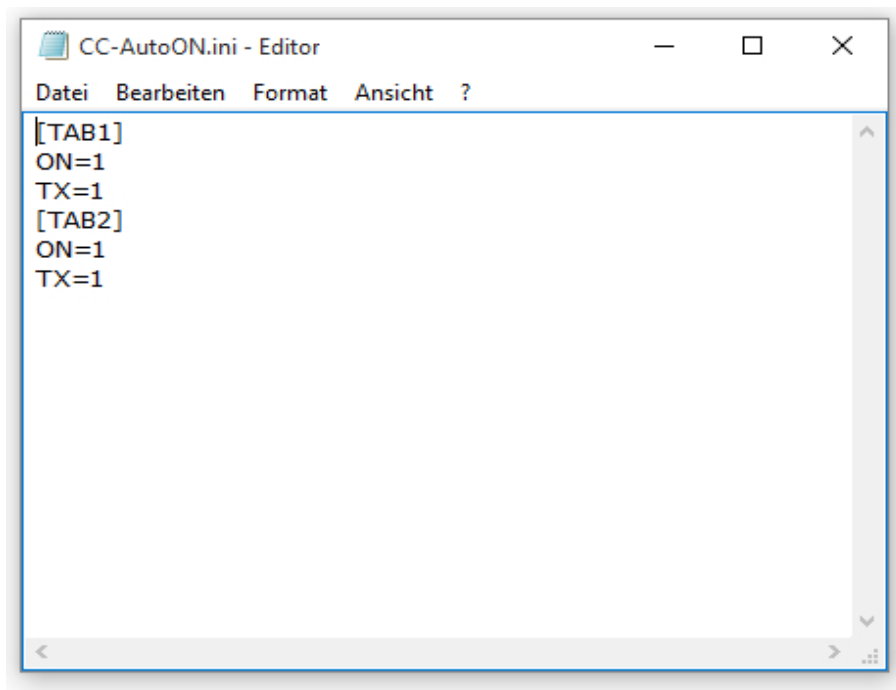 CC-AutoON.ini - Editor
Datei Bearbeiten Format Ansicht ?
[TAB1]
ON=1
TX=1
[TAB2]
ON=1
TX=1